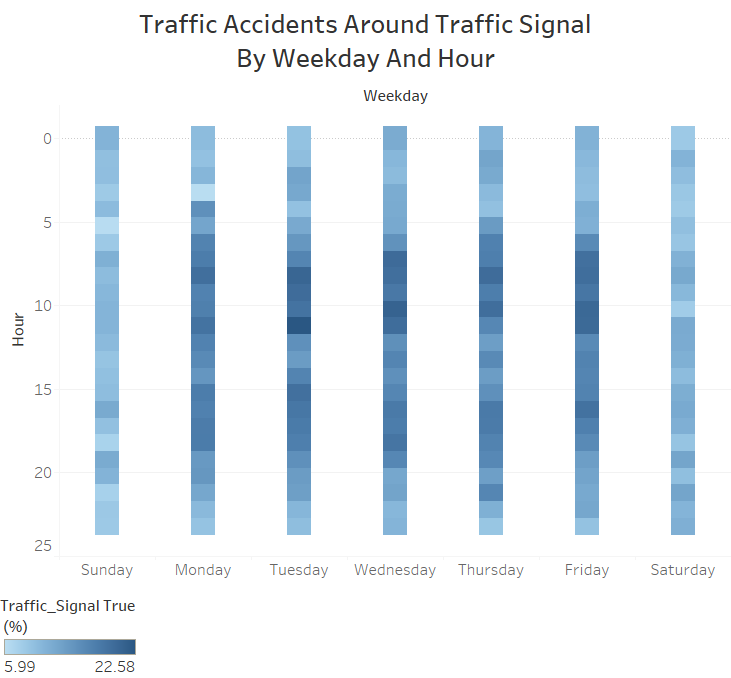 Traffic Accidents Around Traffic Signal
By Weekday And Hour
Weekday
0
5
10
15
20
25
Hour
Sunday Monday Tuesday Wednesday Thursday Friday Saturday
Traffic_Signal True
(%)
5.99 22.58